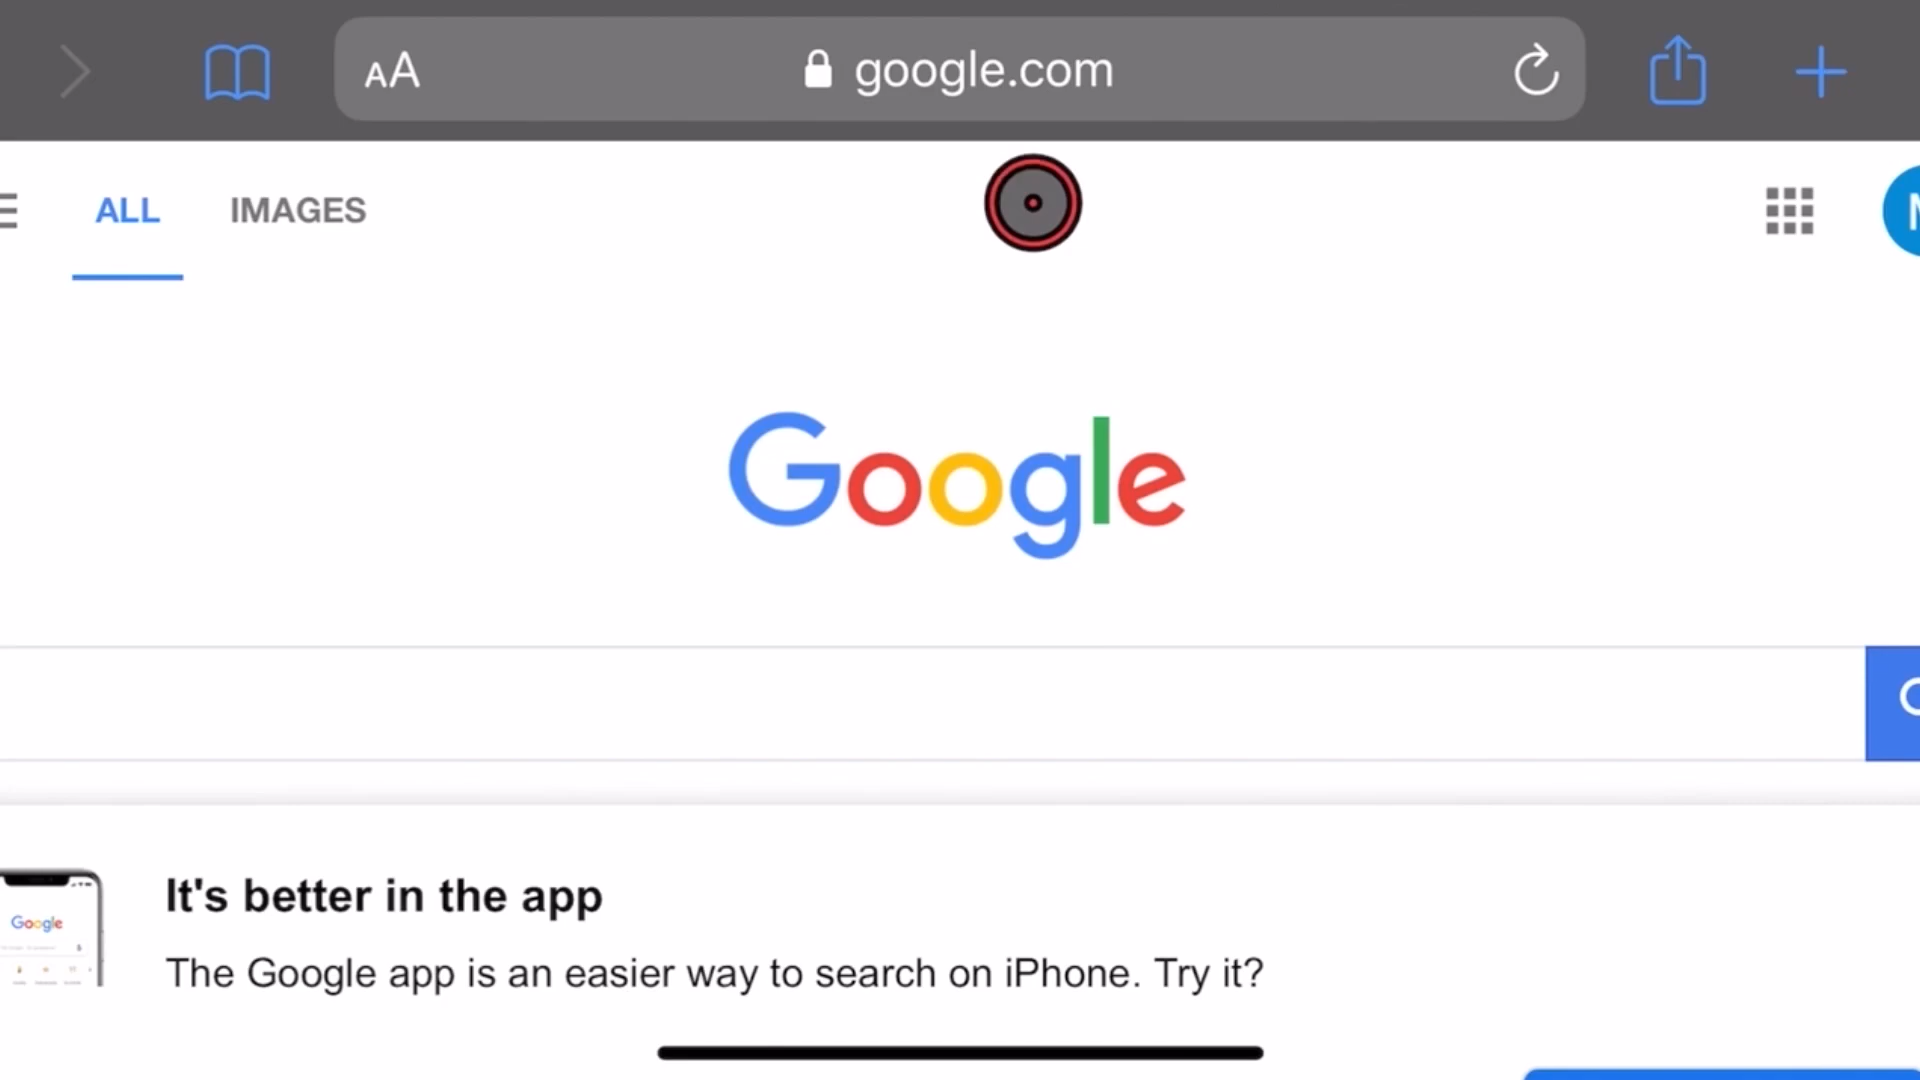 AA google.com
ALL IMAGES
Google
It's better in the app
Google
The Google app is an easier way to search on iPhone. Try it?